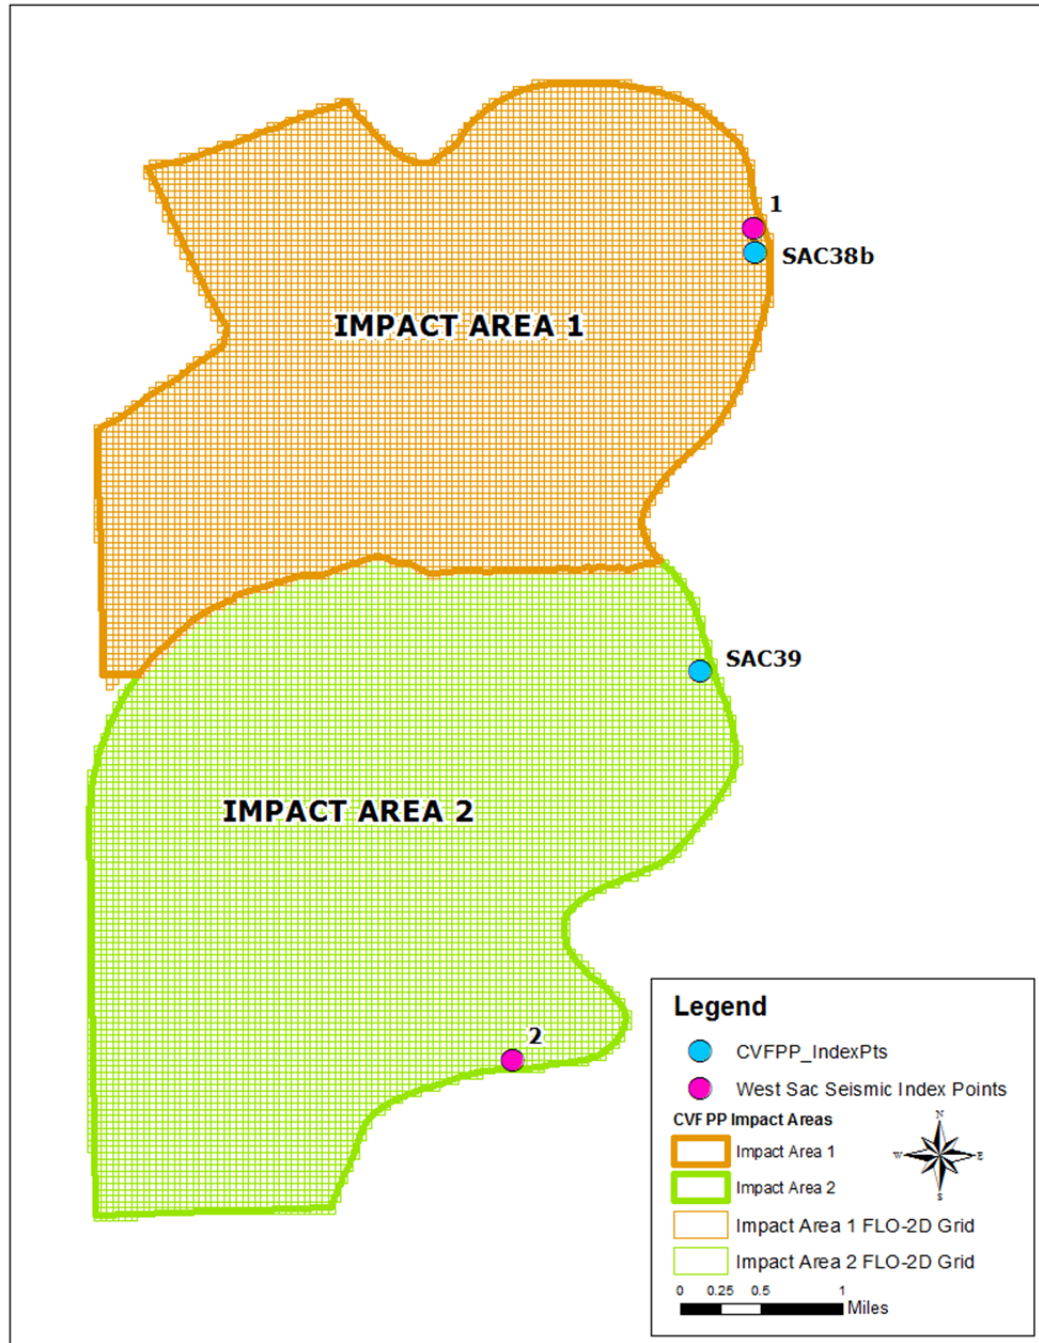 1
SAC38b
IMPACT AREA 1
SAC39
IMPACT AREA 2
2
Legend
CVFPP_IndexPts
West Sac Seismic Index Points
CVFPP Impact Areas
N
W E
S
Impact Area 1
Impact Area 2
Impact Area 1 FLO-2D Grid
Impact Area 2 FLO-2D Grid
0 0.25 0.5 1
Miles